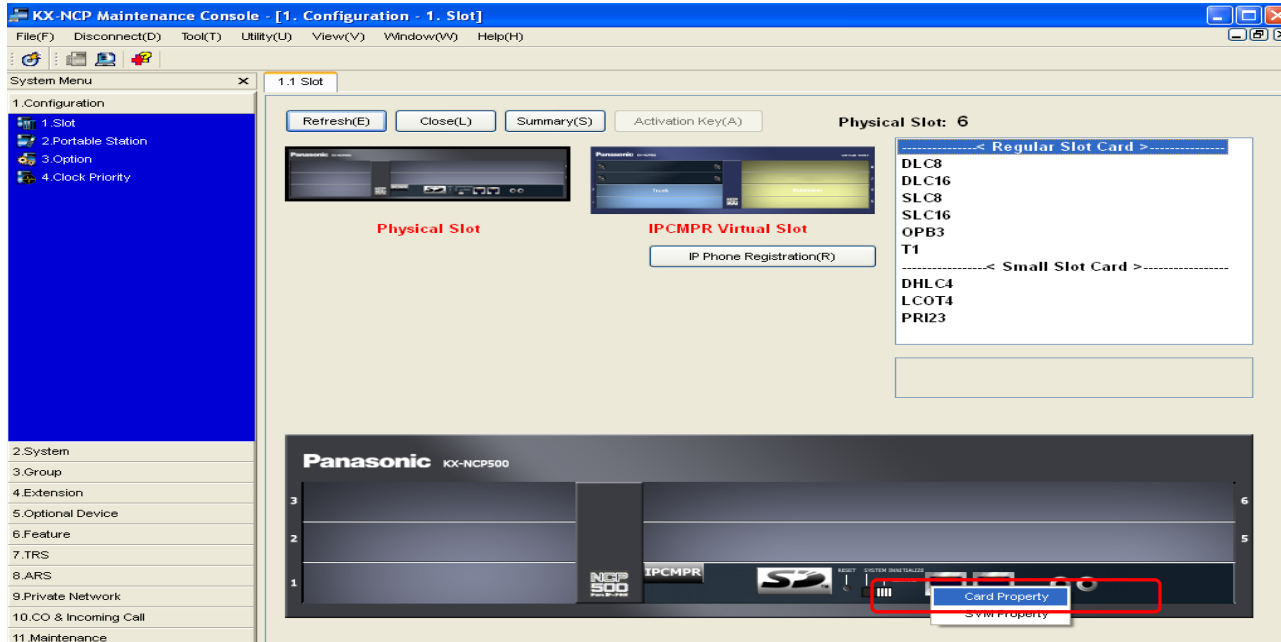 KX-NCP Maintenance Console - [1. Configuration - 1. Slot]
File(F) Disconnect(D) Tool(T) Utility(U) View(V) Window(W) Help(H)
System Menu
1.1 Slot
1.Configuration
1.Slot
2.Portable Station
3.Option
4.Clock Priority
2.System
3.Group
4.Extension
5.Optional Device
6.Feature
7.TRS
8.ARS
9.Private Network
10.CO & Incoming Call
11.Maintenance
Refresh(E) Close(L) Summary(S) Activation Key(A)
Physical Slot: 6
Panasonic
Panasonic
Physical Slot
IPCMPR Virtual Slot
IP Phone Registration(R)
--------------< Regular Slot Card >--------------
DLC8
DLC16
SLC8
SLC16
OPB3
T1
----------------< Small Slot Card >----------------
DHLC4
LCOT4
PRI23
Panasonic KX-NCP500
3
6
2
5
1
NCP
500
IPCMPR
SD
RESET SYSTEM INITIALIZE
Card Property
SVM Property